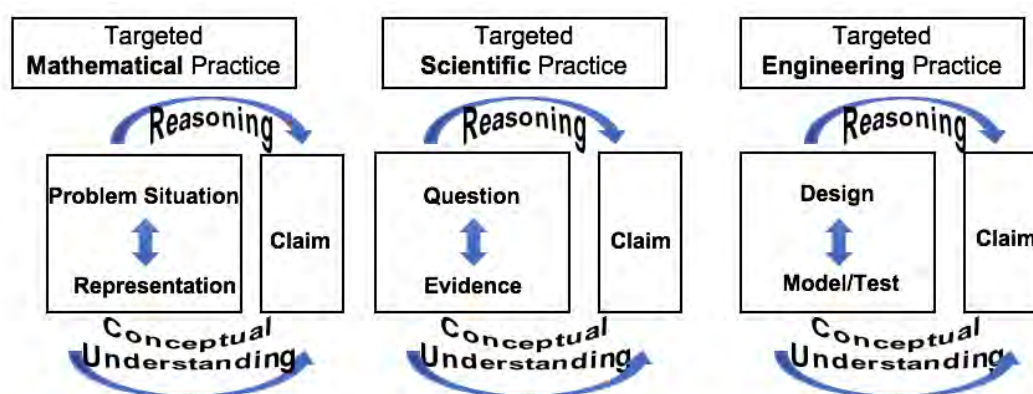 Targeted
Mathematical Practice
Reasoning
Problem Situation
Representation
Claim
Conceptual
Understanding
Targeted
Scientific Practice
Reasoning
Question
Evidence
Claim
Conceptual
Understanding
Targeted
Engineering Practice
Reasoning
Design
Model/Test
Claim
Conceptual
Understanding